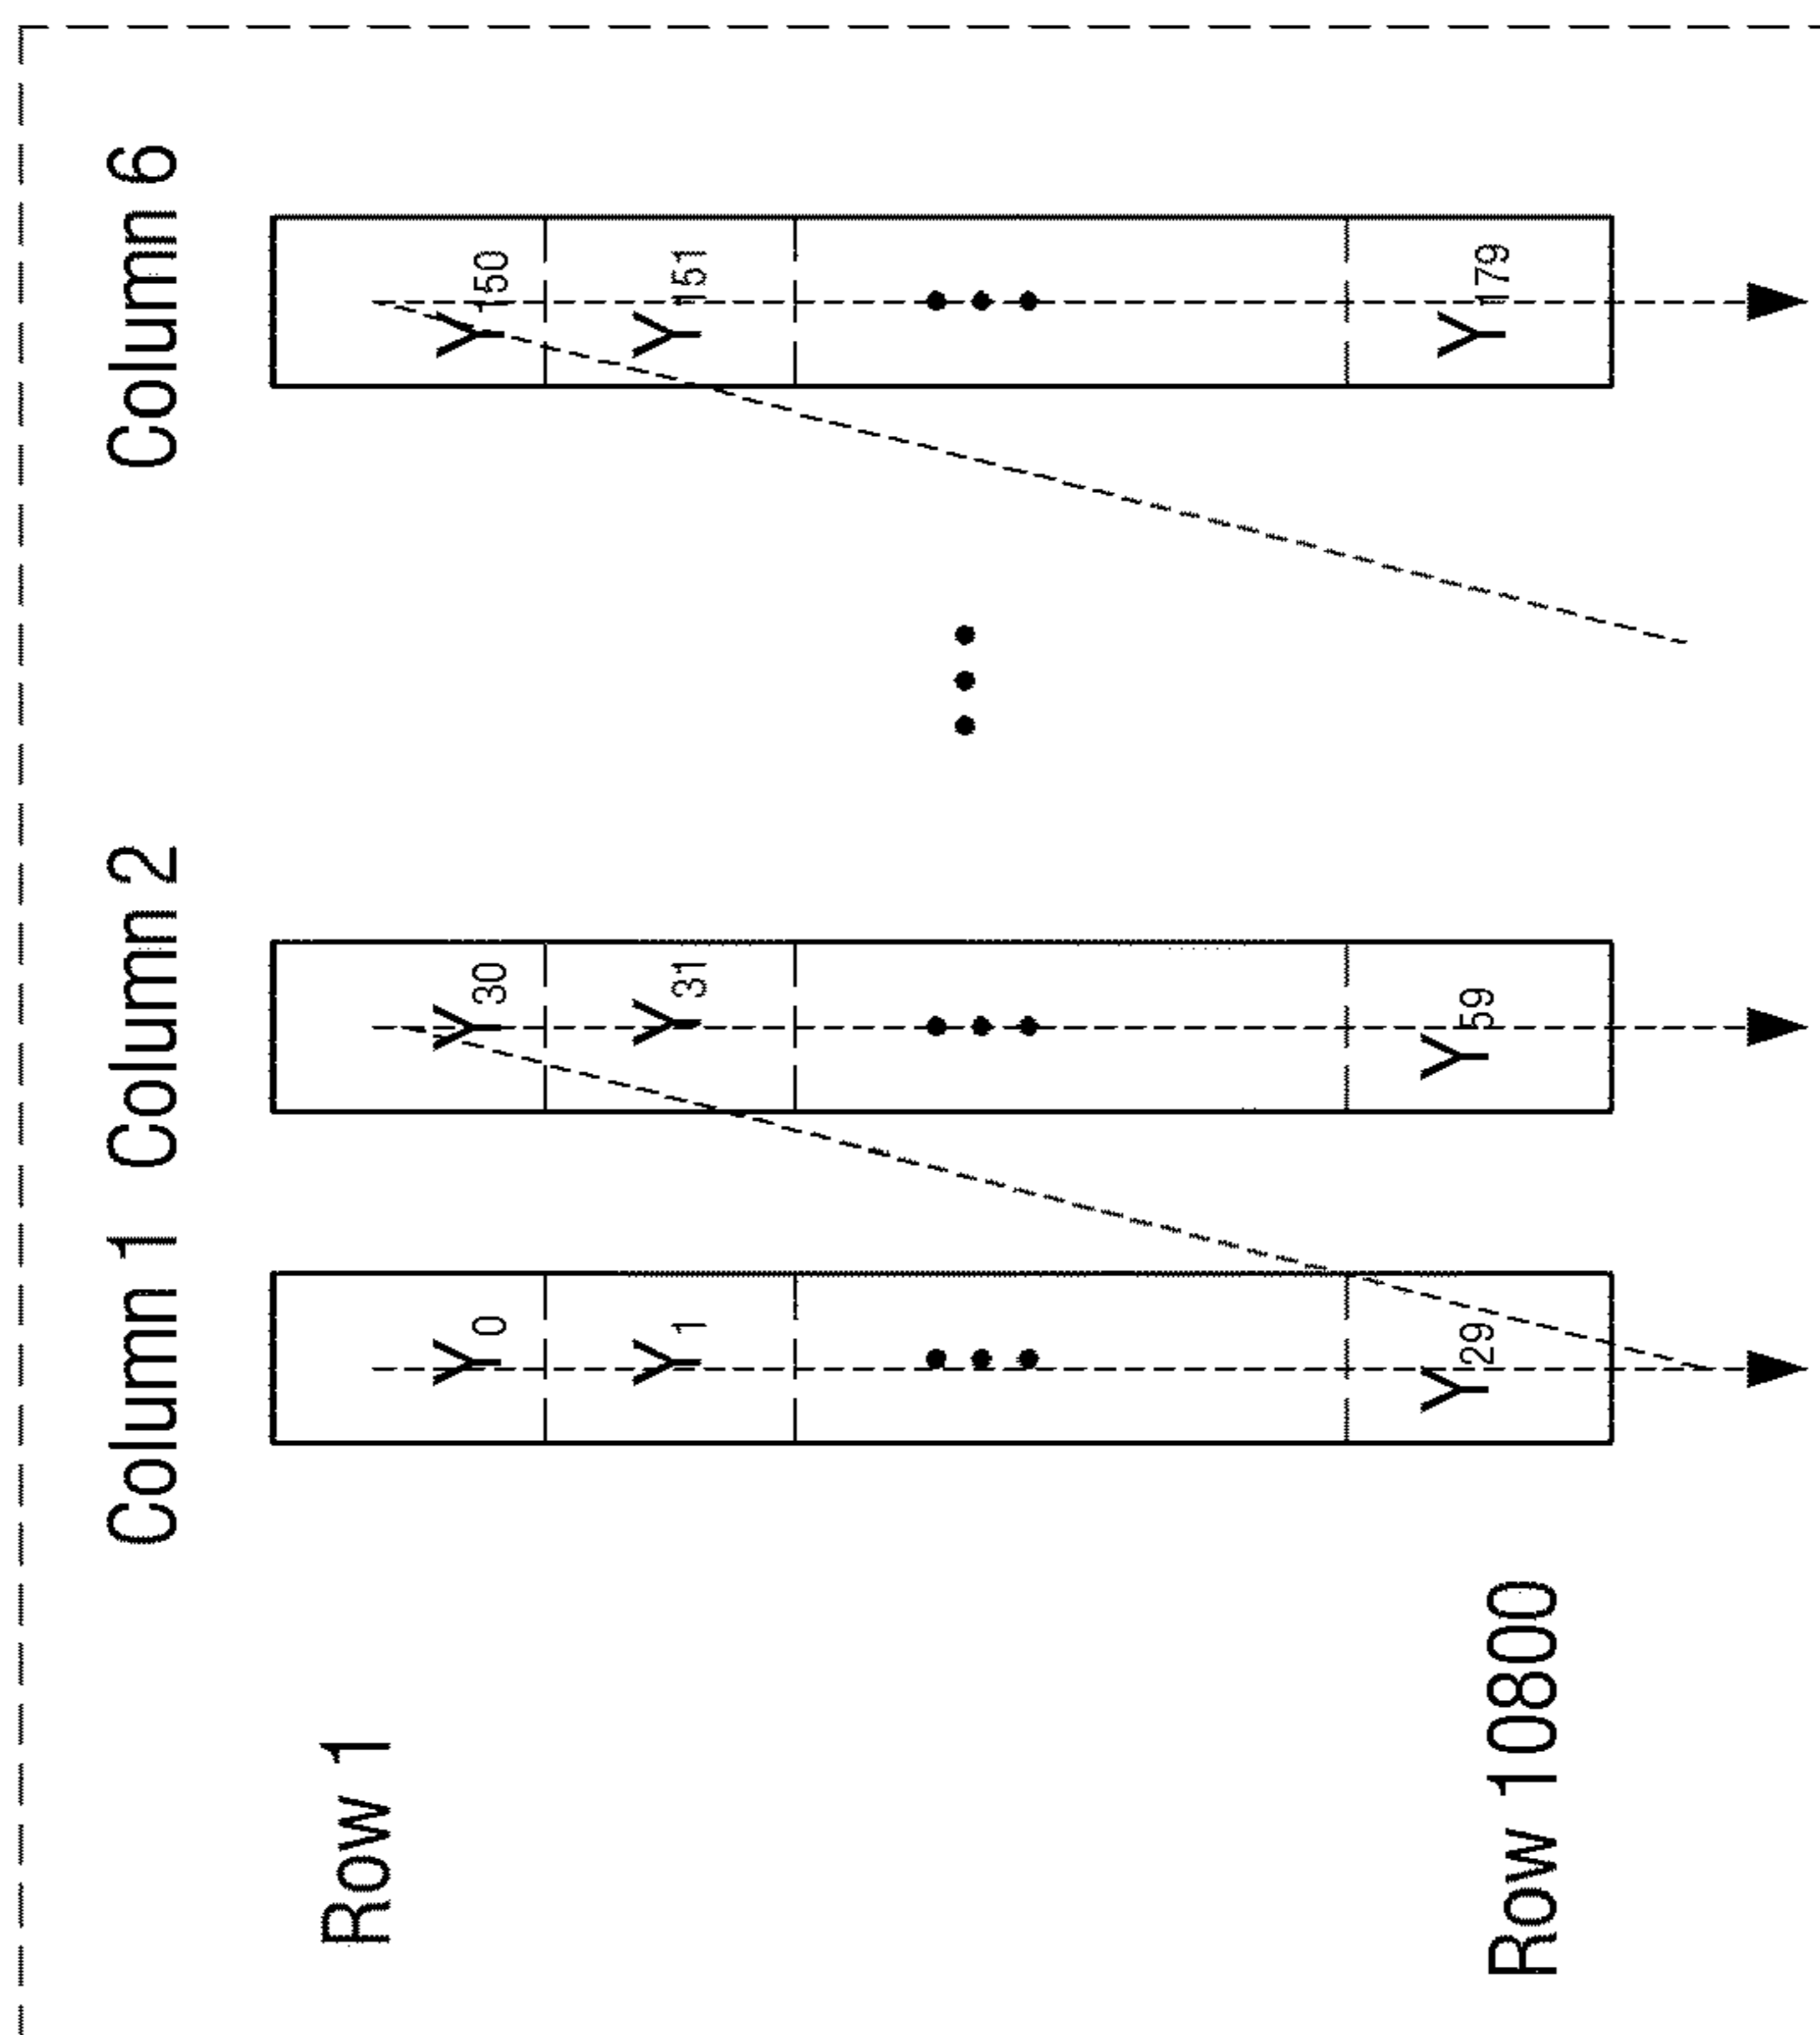 Column 1 Column 2 Column 6
Row 1
Y0 Y30 Y150
Y1 Y31 Y151
Row 10800
Y29 Y59 Y179